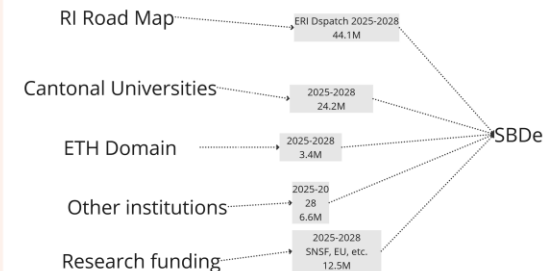 RI Road Map
ERI Dspatch 2025-2028
44.1M
Cantonal Universities
2025-2028
24.2M
SBDe
ETH Domain
2025-2028
3.4M
Other institutions
2025-20
28
6.6M
Research funding
2025-2028
SNSF, EU, etc.
12.5M